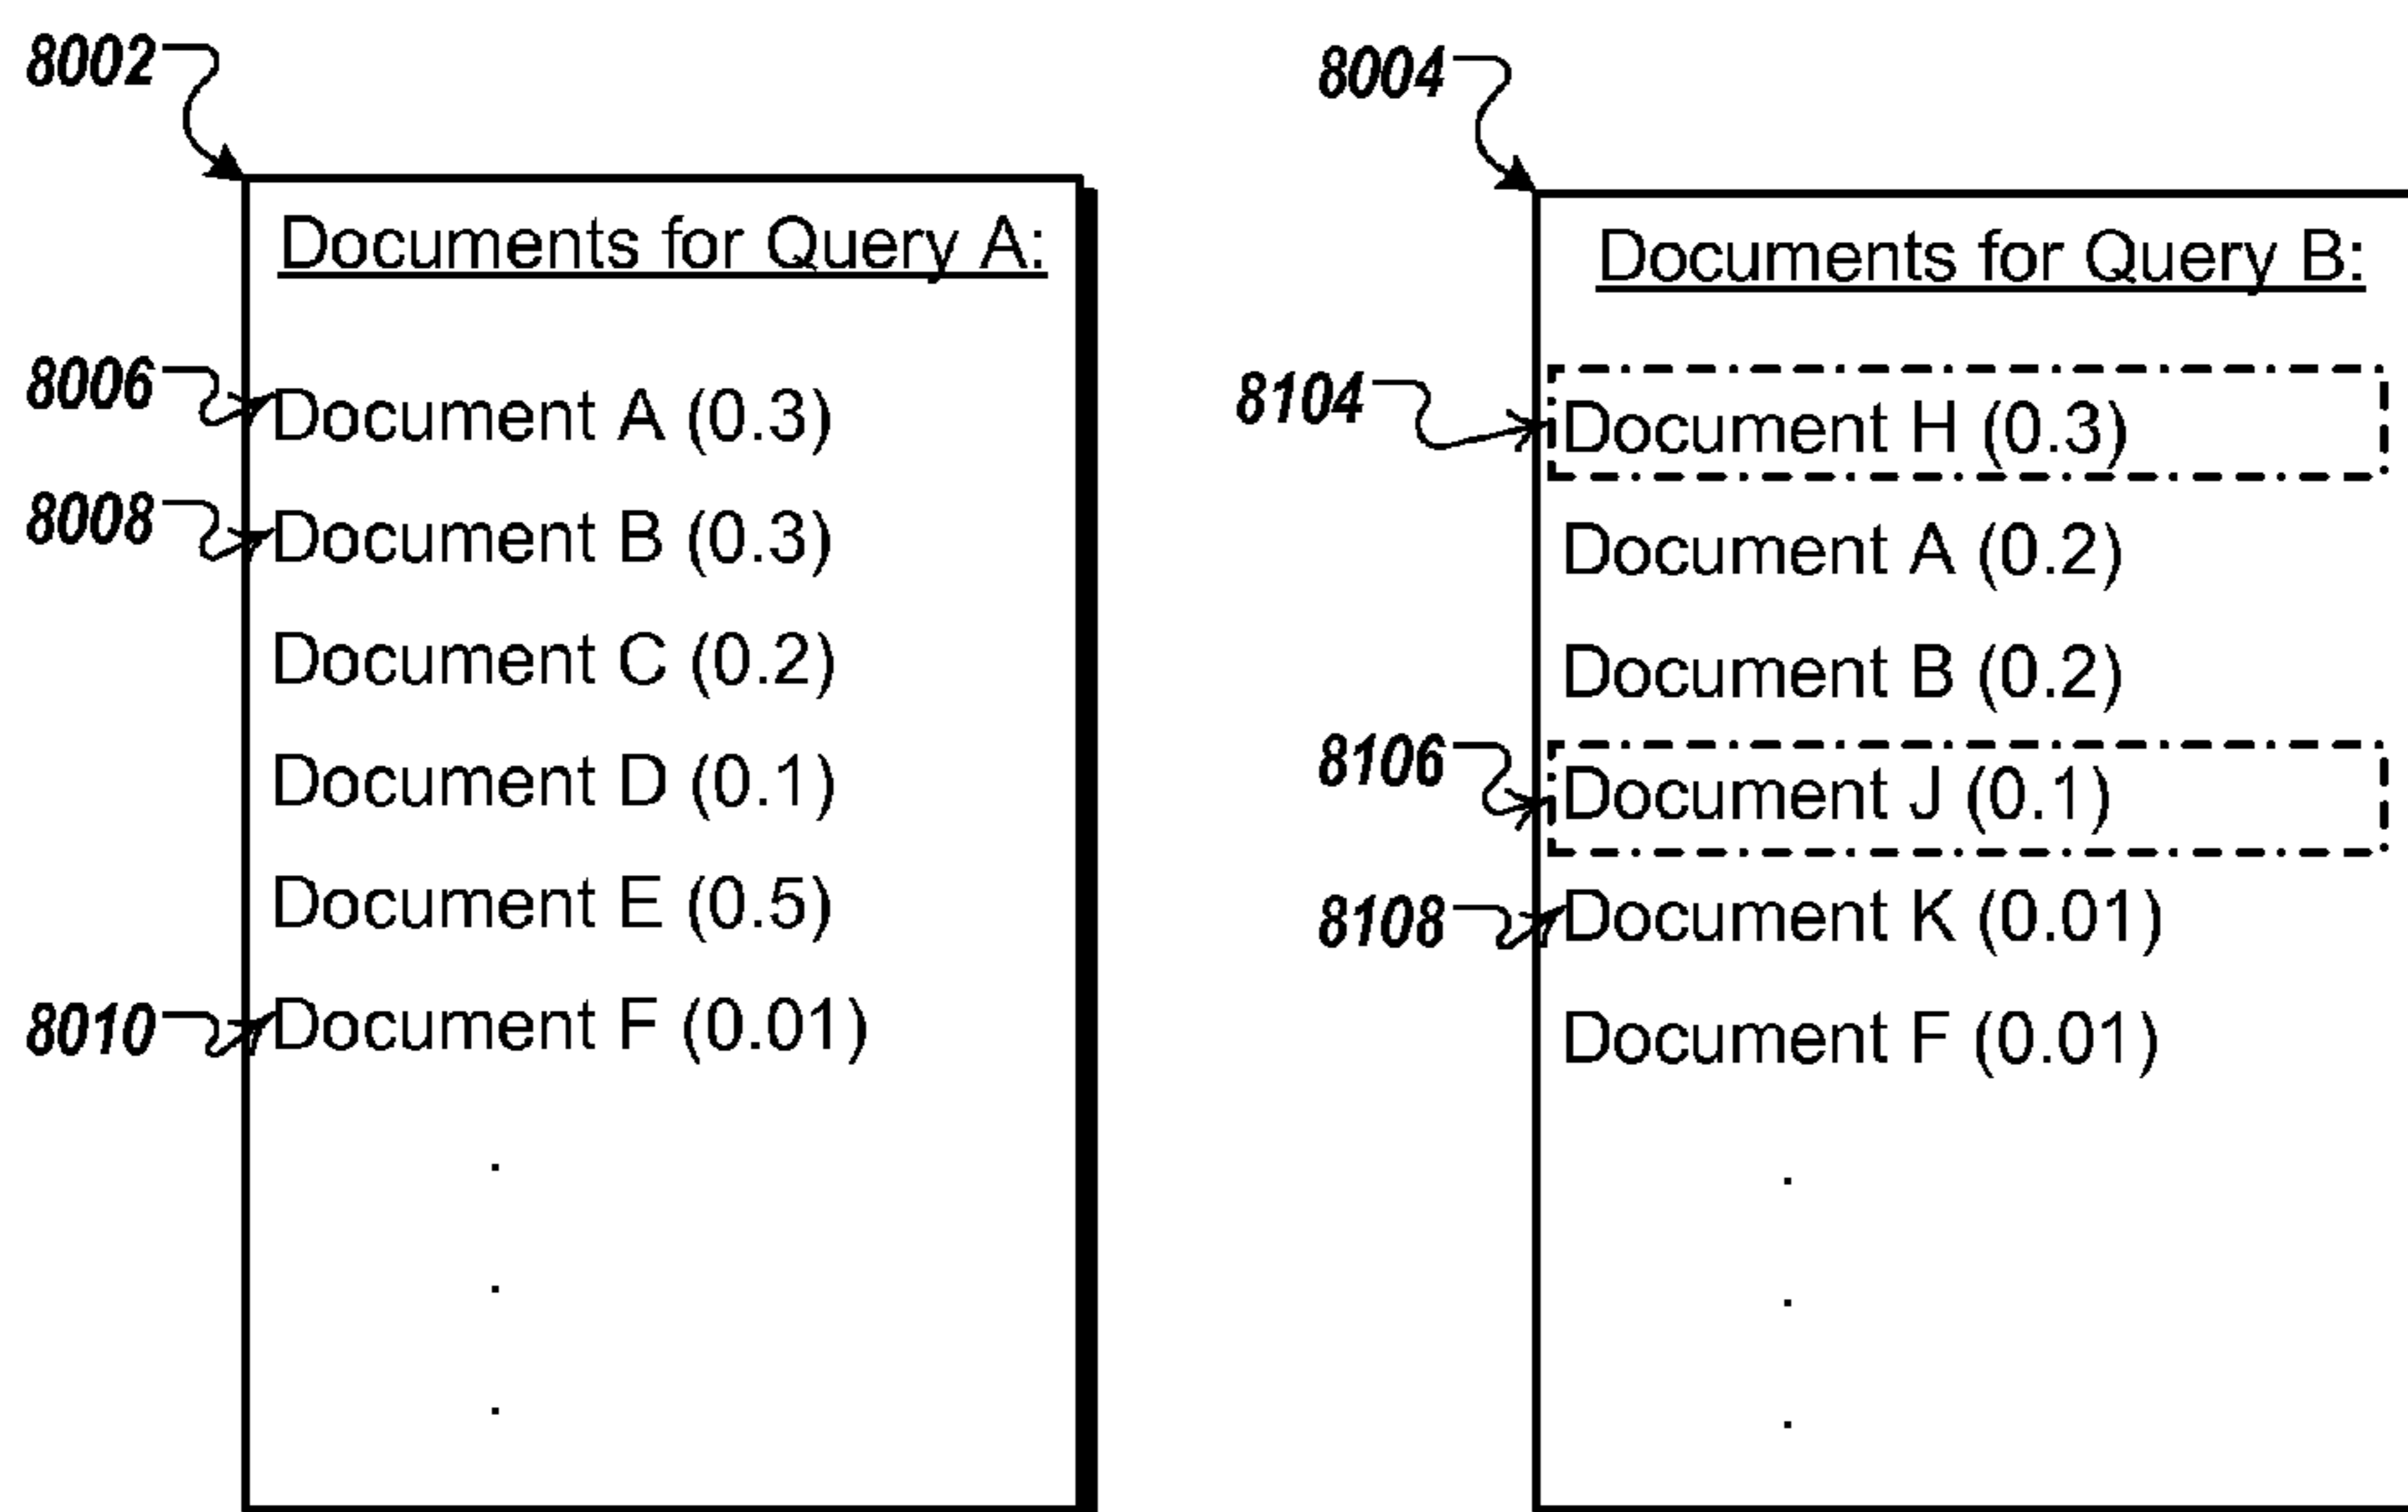 8002
Documents for Query A:
8006
Document A (0.3)
8008
Document B (0.3)
Document C (0.2)
Document D (0.1)
Document E (0.5)
8010
Document F (0.01)
.
.
.
8004
Documents for Query B:
8104
Document H (0.3)
Document A (0.2)
Document B (0.2)
8106
Document J (0.1)
8108
Document K (0.01)
Document F (0.01)
.
.
.